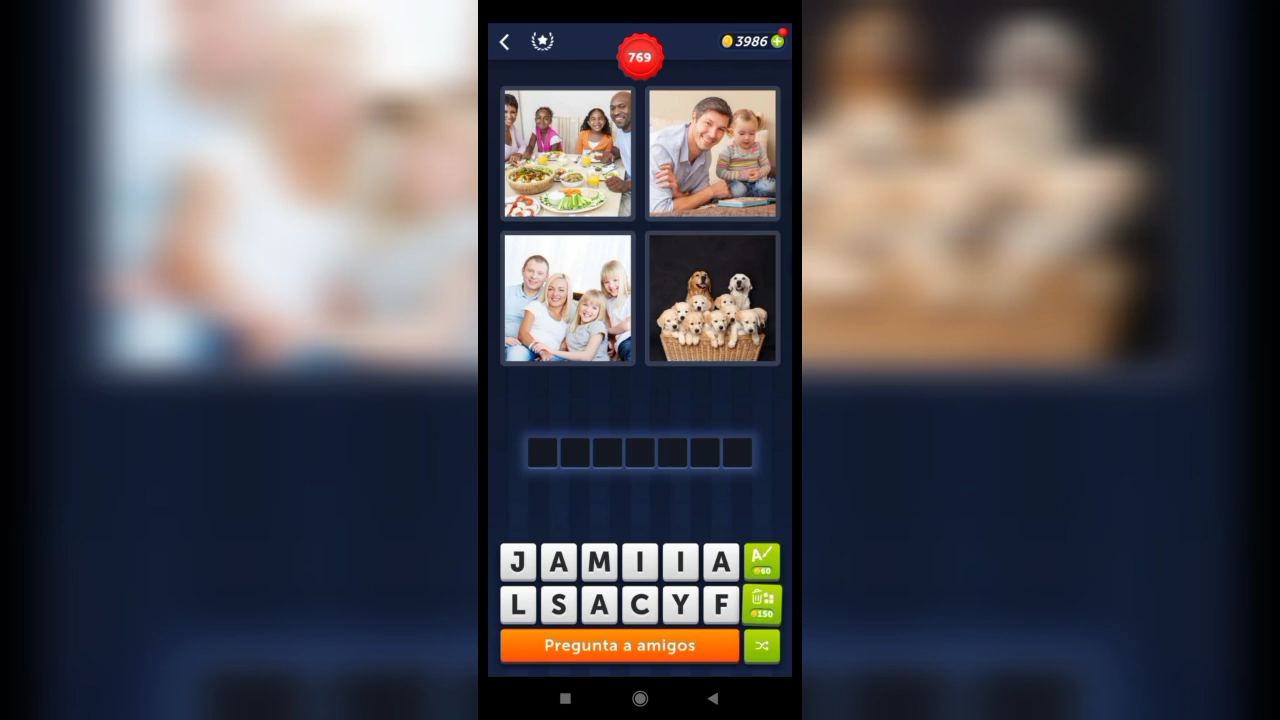 3986
769
J A M I I A
A
60
L S A C Y F
150
Pregunta a amigos